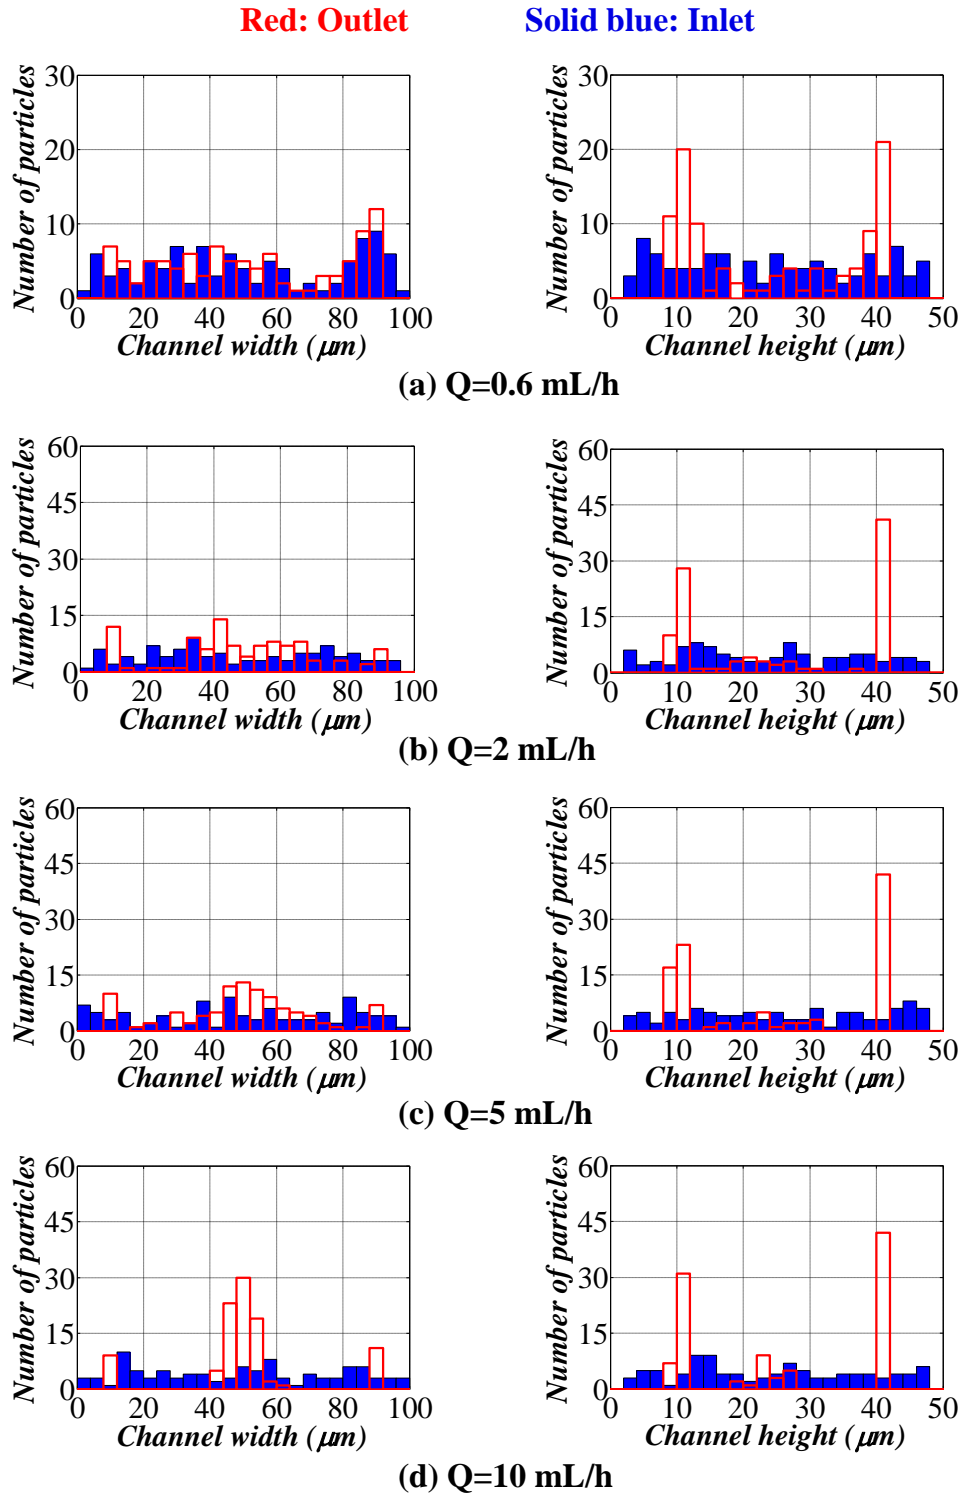 Red: Outlet Solid blue: Inlet
Number of particles
30
20
10
0
0 20 40 60 80 100
Channel width (μm)
Number of particles
30
20
10
0
0 10 20 30 40 50
Channel height (μm)
(a) Q=0.6 mL/h
Number of particles
60
45
30
15
0
0 20 40 60 80 100
Channel width (μm)
Number of particles
60
45
30
15
0
0 10 20 30 40 50
Channel height (μm)
(b) Q=2 mL/h
Number of particles
60
45
30
15
0
0 20 40 60 80 100
Channel width (μm)
Number of particles
60
45
30
15
0
0 10 20 30 40 50
Channel height (μm)
(c) Q=5 mL/h
Number of particles
60
45
30
15
0
0 20 40 60 80 100
Channel width (μm)
Number of particles
60
45
30
15
0
0 10 20 30 40 50
Channel height (μm)
(d) Q=10 mL/h